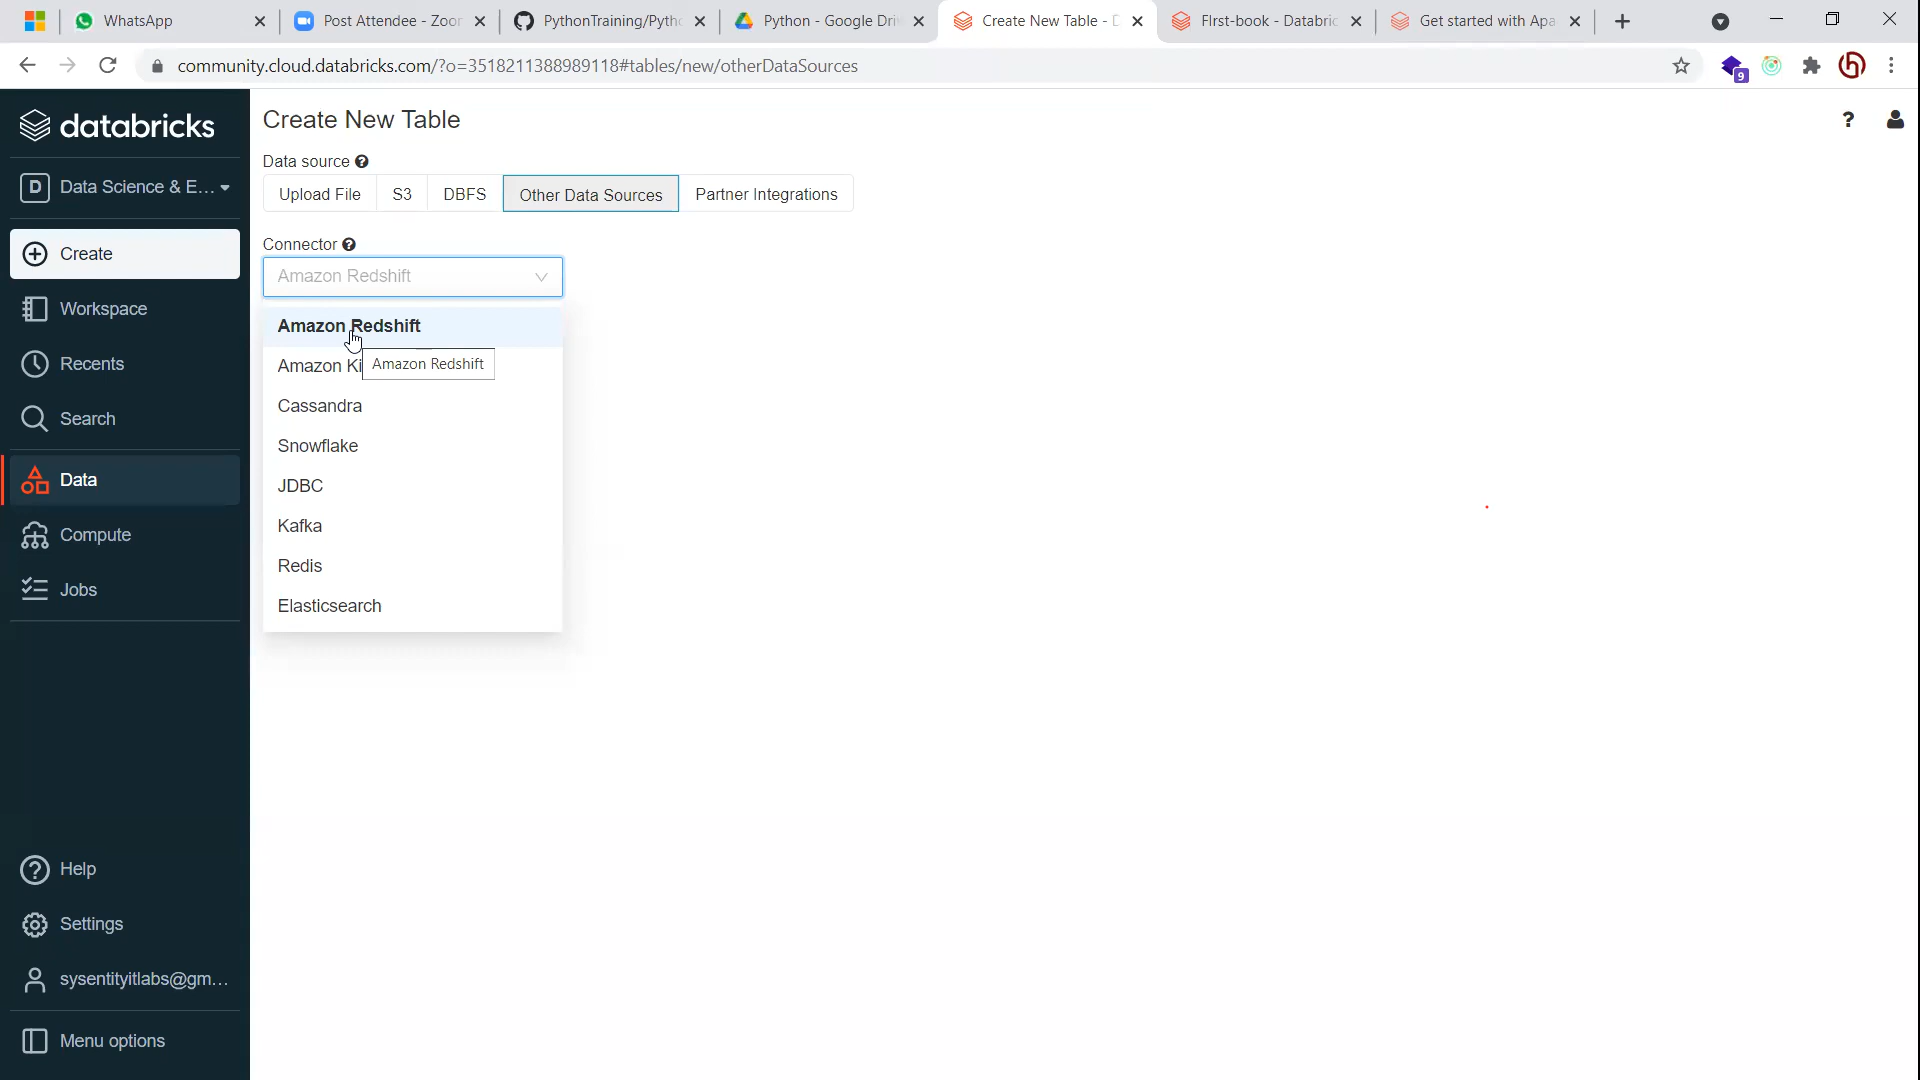 WhatsApp
Post Attendee - Zoor
PythonTraining/Pytho
Python - Google Dri
Create New Table - D
FIrst-book - Databric
Get started with Apa
community.cloud.databricks.com/?o=3518211388989118#tables/new/otherDataSources
9
databricks
D Data Science & E...
Create
Workspace
Recents
Search
Data
Compute
Jobs
Help
Settings
sysentityitlabs@gm...
Menu options
Create New Table
?
Data source ?
Upload File S3 DBFS Other Data Sources Partner Integrations
Connector ?
Amazon Redshift
Amazon Redshift
Amazon Ki
Amazon Redshift
Cassandra
Snowflake
JDBC
Kafka
Redis
Elasticsearch